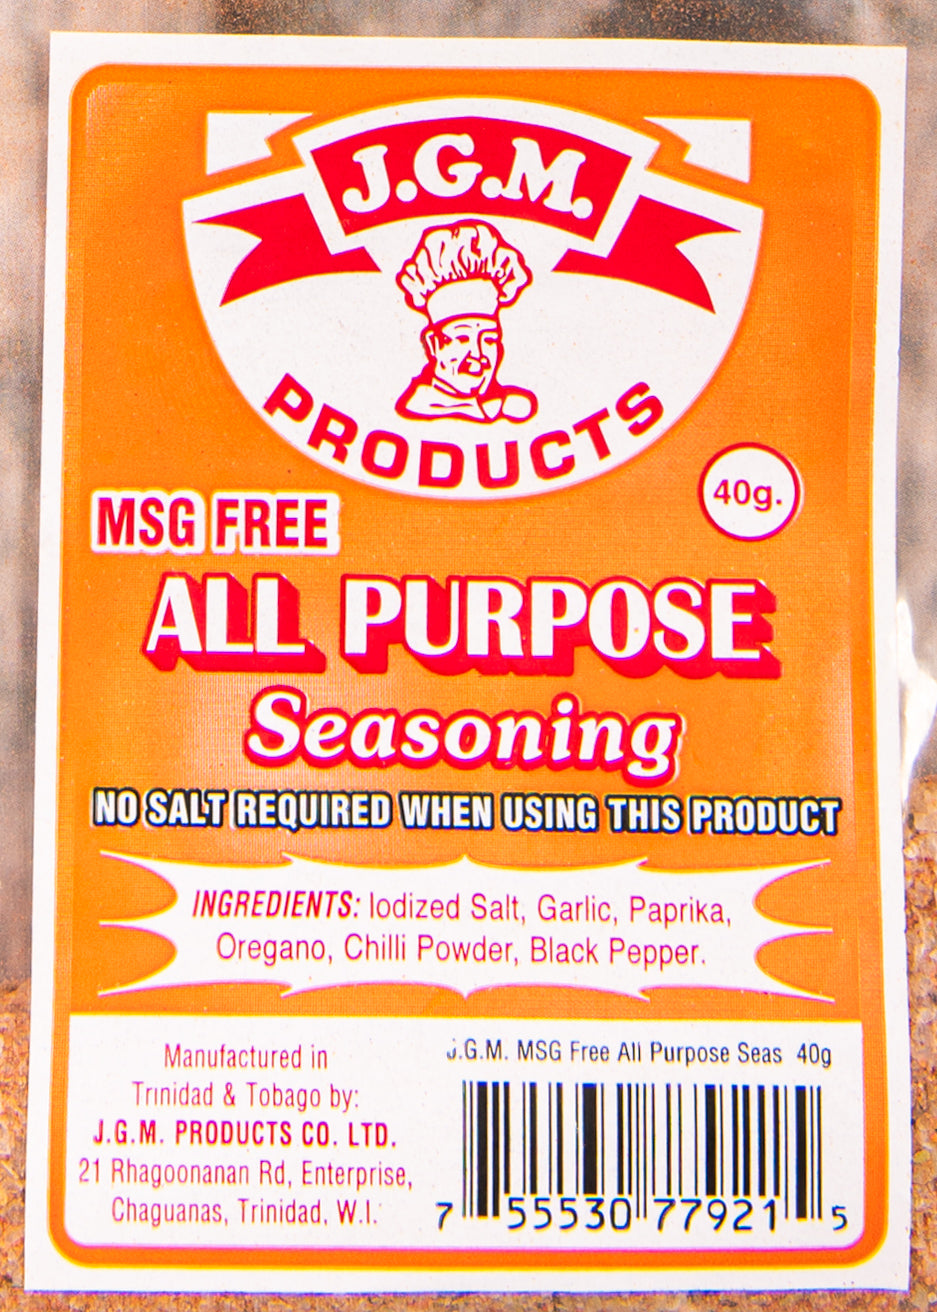 J.G.M.
PRODUCTS
40g.
MSG FREE
ALL PURPOSE
Seasoning
NO SALT REQUIRED WHEN USING THIS PRODUCT
INGREDIENTS: Iodized Salt, Garlic, Paprika,
Oregano, Chilli Powder, Black Pepper.
Manufactured in
Trinidad & Tobago by:
J.G.M. PRODUCTS CO. LTD.
21 Rhagoonanan Rd, Enterprise,
Chaguanas, Trinidad, W.I.
J.G.M. MSG Free All Purpose Seas 40g
7 55530 77921 5